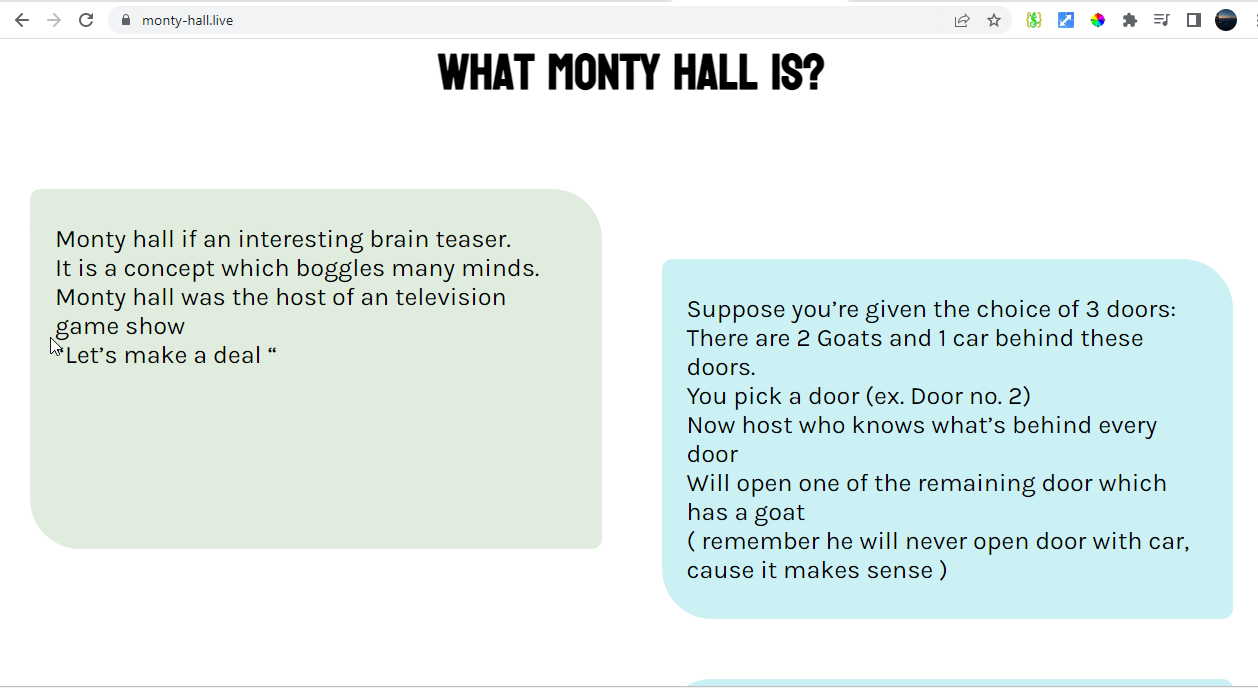 monty-hall.live
WHAT MONTY HALL IS?
Monty hall if an interesting brain teaser.
It is a concept which boggles many minds.
Monty hall was the host of an television
game show
“Let’s make a deal “
Suppose you’re given the choice of 3 doors:
There are 2 Goats and 1 car behind these
doors.
You pick a door (ex. Door no. 2)
Now host who knows what’s behind every
door
Will open one of the remaining door which
has a goat
( remember he will never open door with car,
cause it makes sense )